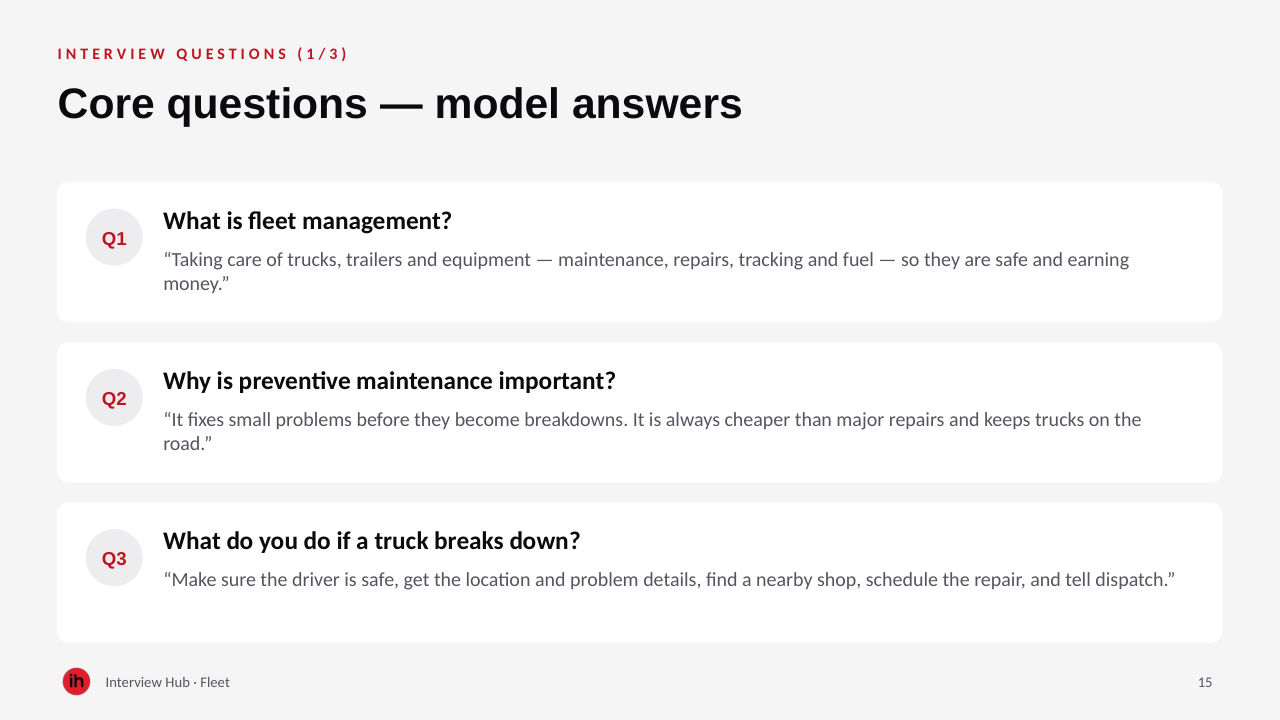 INTERVIEW QUESTIONS (1/3)
Core questions — model answers
Q1
What is fleet management?
“Taking care of trucks, trailers and equipment — maintenance, repairs, tracking and fuel — so they are safe and earning
money.”
Q2
Why is preventive maintenance important?
“It fixes small problems before they become breakdowns. It is always cheaper than major repairs and keeps trucks on the
road.”
Q3
What do you do if a truck breaks down?
“Make sure the driver is safe, get the location and problem details, find a nearby shop, schedule the repair, and tell dispatch.”
ih
Interview Hub · Fleet
15